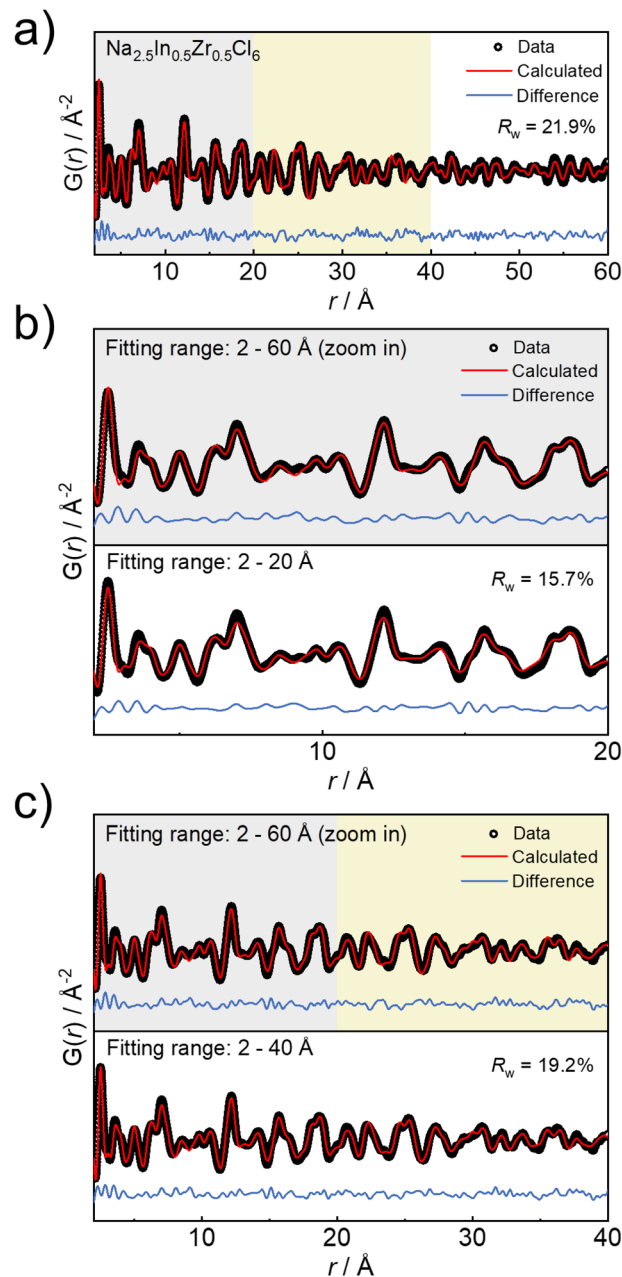 a)
Na2.5In0.5Zr0.5Cl6
Data
Calculated
Difference
Rw = 21.9%
G(r) / Å-2
10 20 30 40 50 60
r / Å
b)
Fitting range: 2 - 60 Å (zoom in)
Data
Calculated
Difference
G(r) / Å-2
Fitting range: 2 - 20 Å
Rw = 15.7%
10 20
r / Å
c)
Fitting range: 2 - 60 Å (zoom in)
Data
Calculated
Difference
G(r) / Å-2
Fitting range: 2 - 40 Å
Rw = 19.2%
10 20 30 40
r / Å